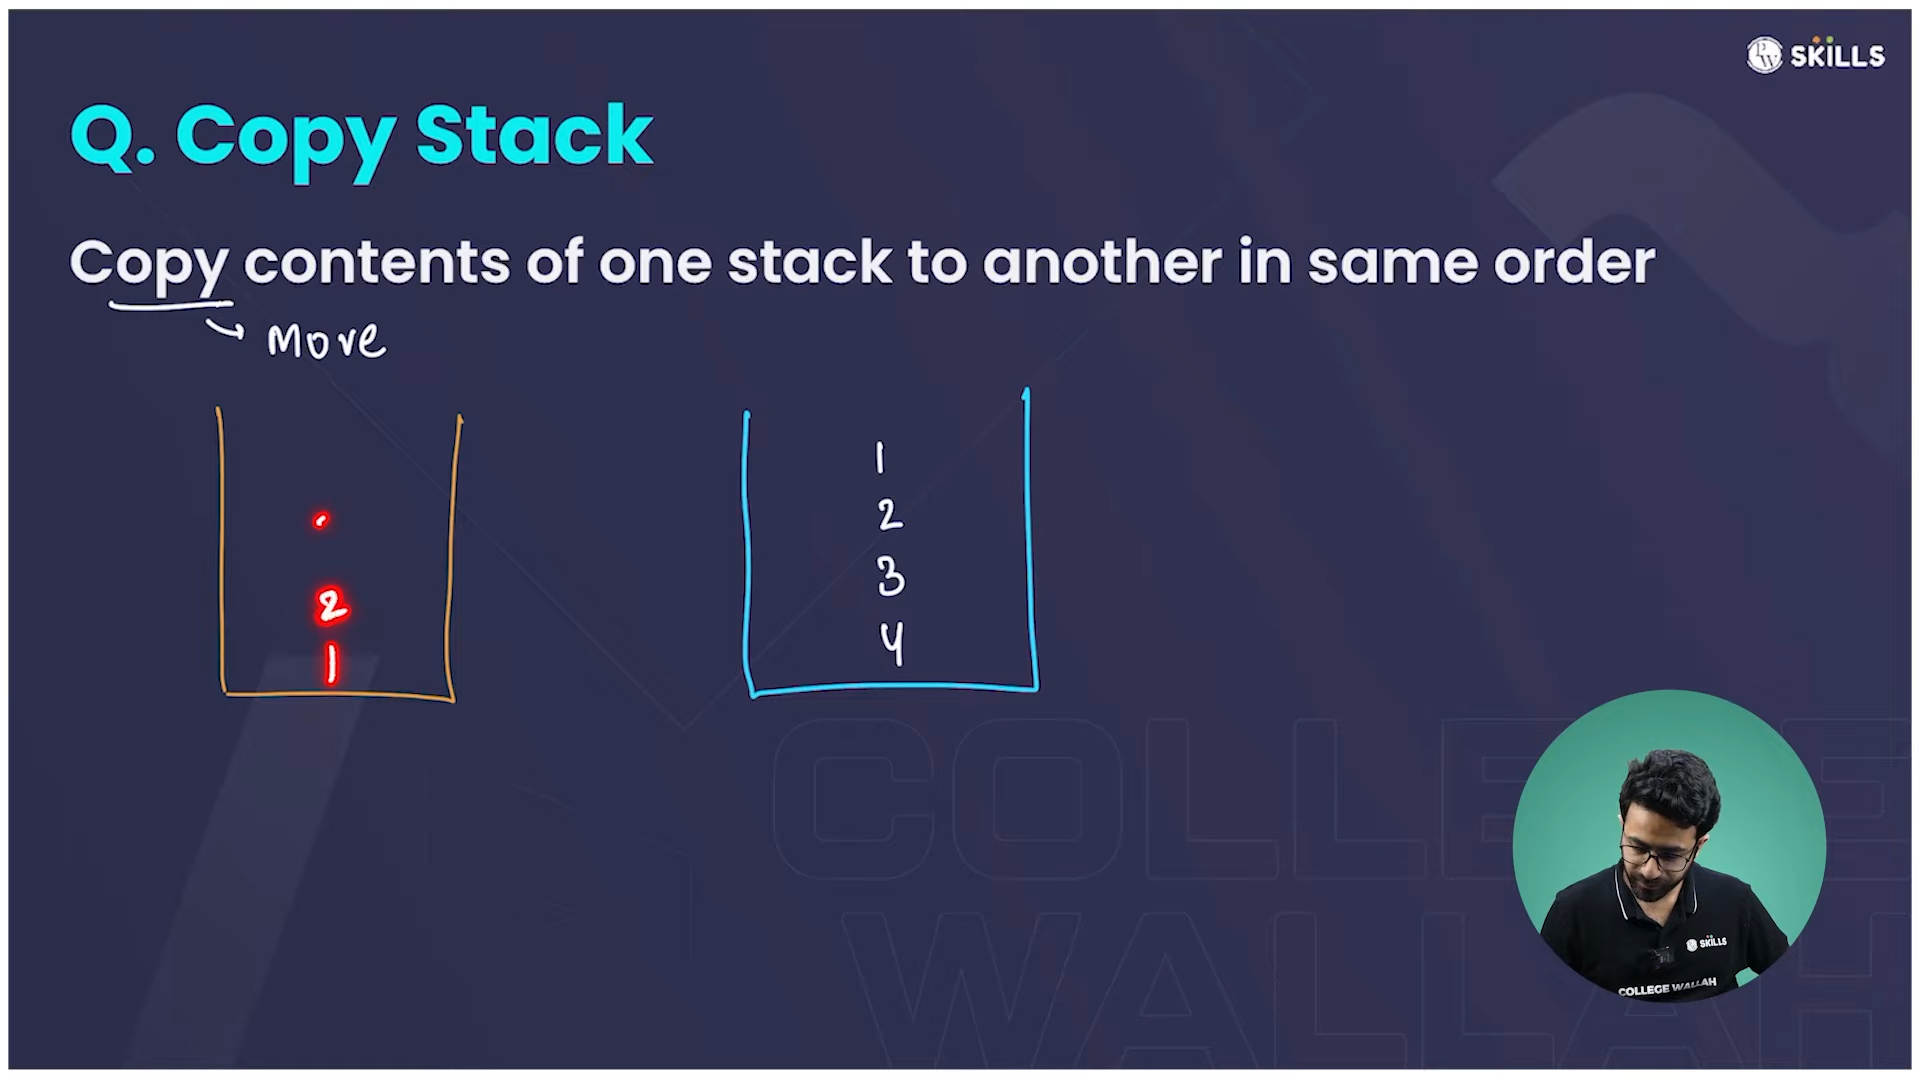 PW SKILLS
Q. Copy Stack
Copy contents of one stack to another in same order
Move
2
1
1
2
3
4
COLLEGE
WALLAH
SKILLS
COLLEGE WALLAH